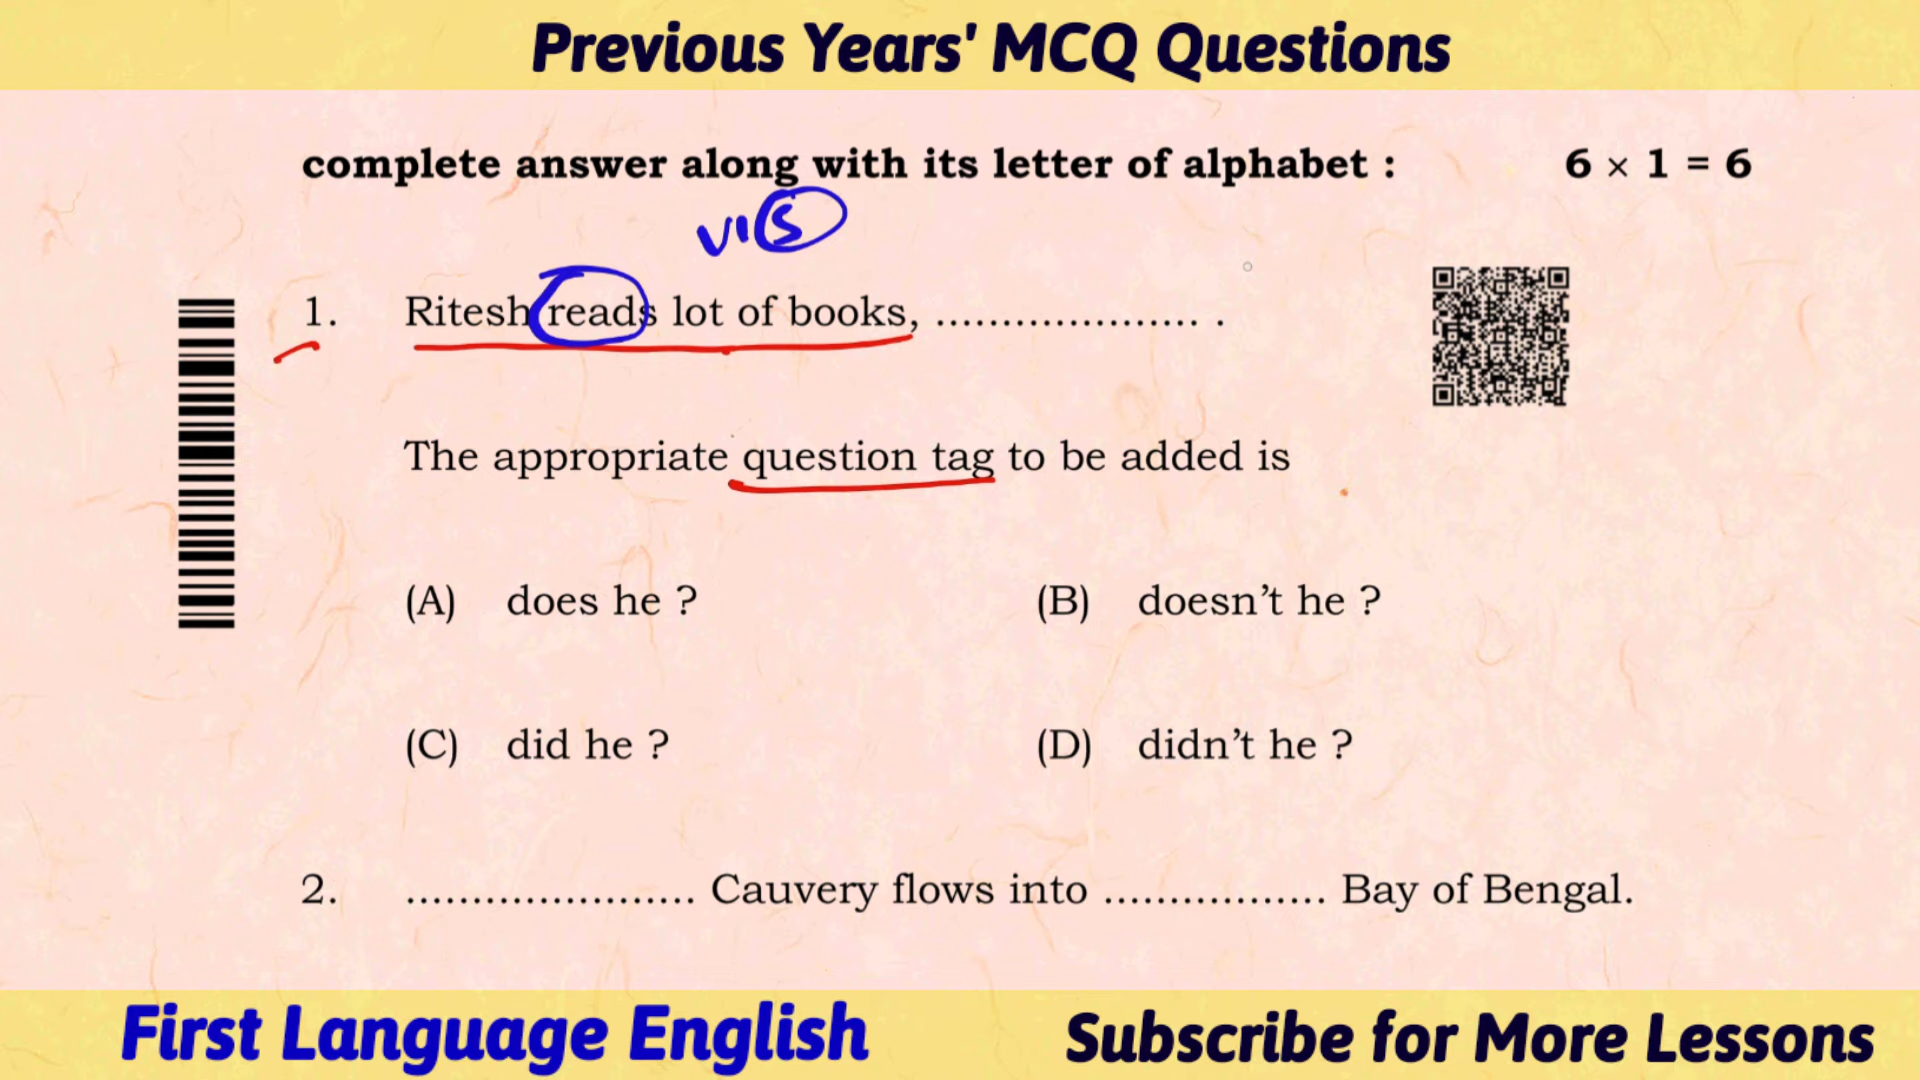 Previous Years' MCQ Questions
complete answer along with its letter of alphabet : 6 × 1 = 6
V1S
1. Ritesh reads lot of books, .................... .
The appropriate question tag to be added is
(A) does he ? (B) doesn't he ?
(C) did he ? (D) didn't he ?
2. ...................... Cauvery flows into ................. Bay of Bengal.
First Language English Subscribe for More Lessons